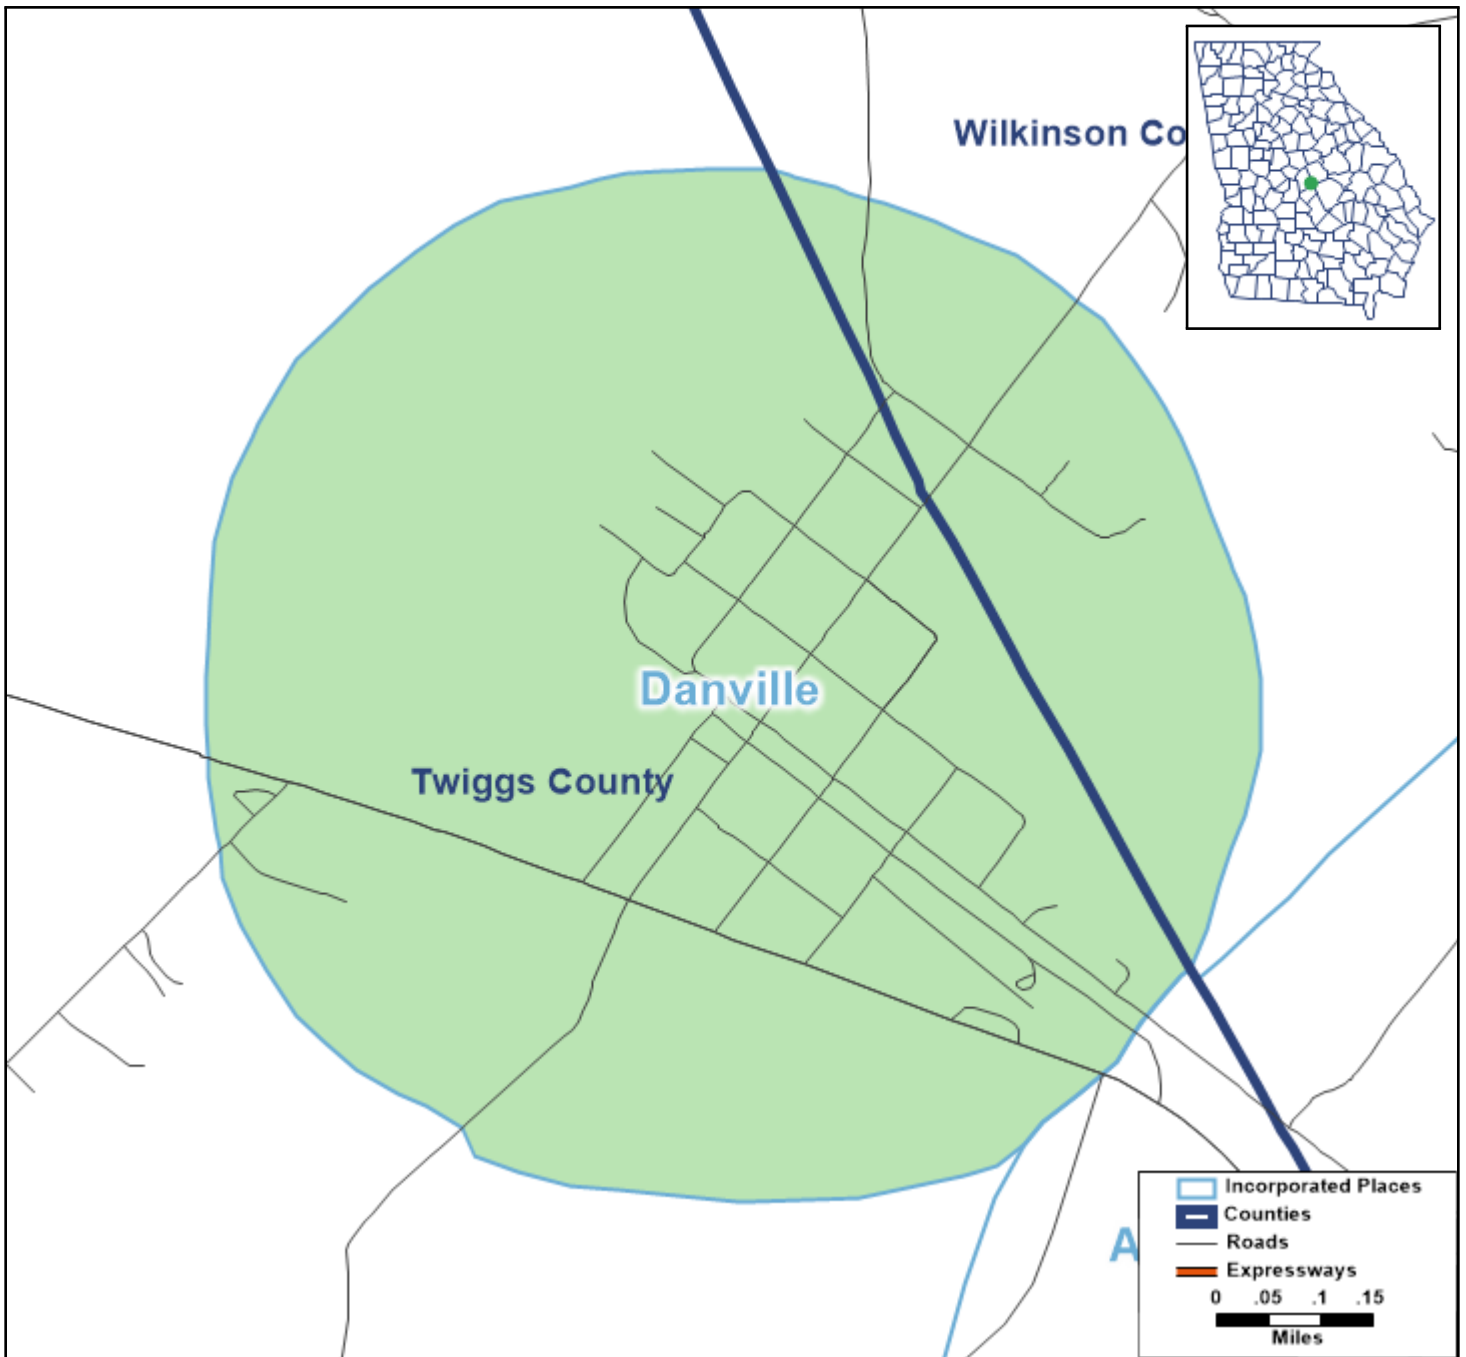 Wilkinson Co
Danville
Twiggs County
A
Incorporated Places
Counties
Roads
Expressways
0 .05 .1 .15
Miles